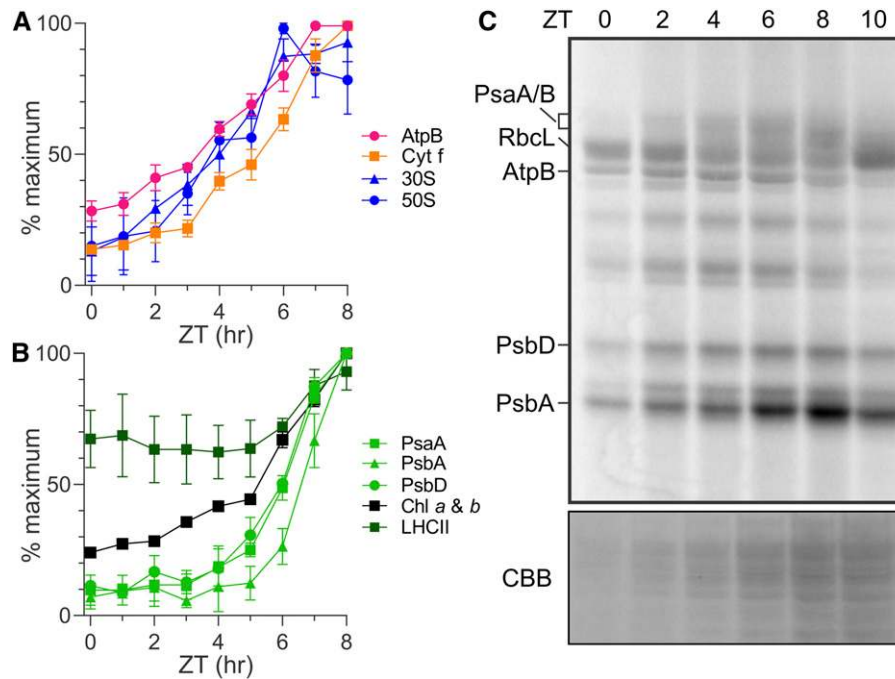 A
% maximum
100
50
0
0 2 4 6 8
ZT (hr)
AtpB
Cyt f
30S
50S
B
% maximum
100
50
0
0 2 4 6 8
ZT (hr)
PsaA
PsbA
PsbD
Chl a & b
LHCII
C
ZT 0 2 4 6 8 10
PsaA/B
RbcL
AtpB
PsbD
PsbA
CBB